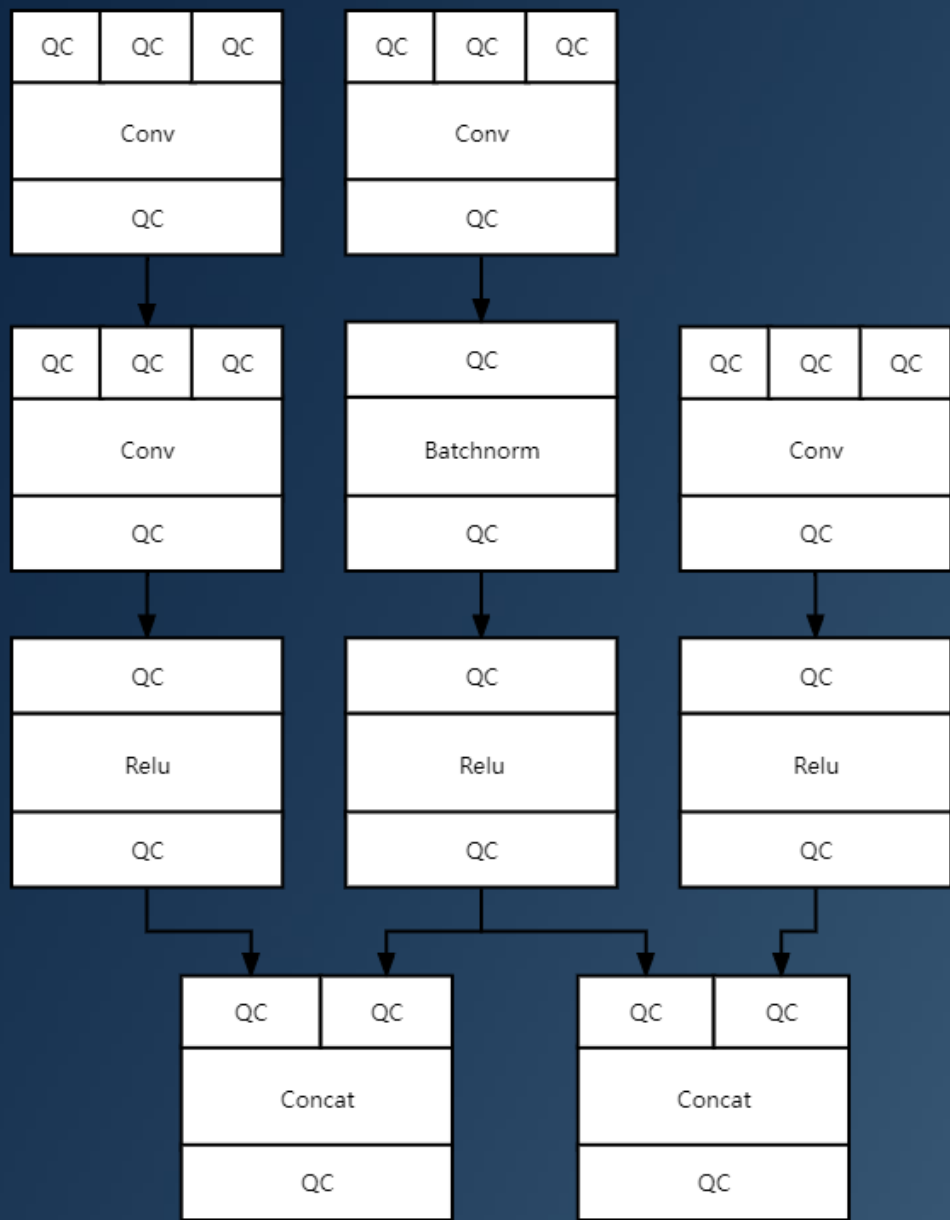 QC QC QC QC QC QC
Conv Conv
QC QC
QC QC QC QC QC QC QC
Conv Batchnorm Conv
QC QC QC
QC QC QC
Relu Relu Relu
QC QC QC
QC QC QC QC
Concat Concat
QC QC